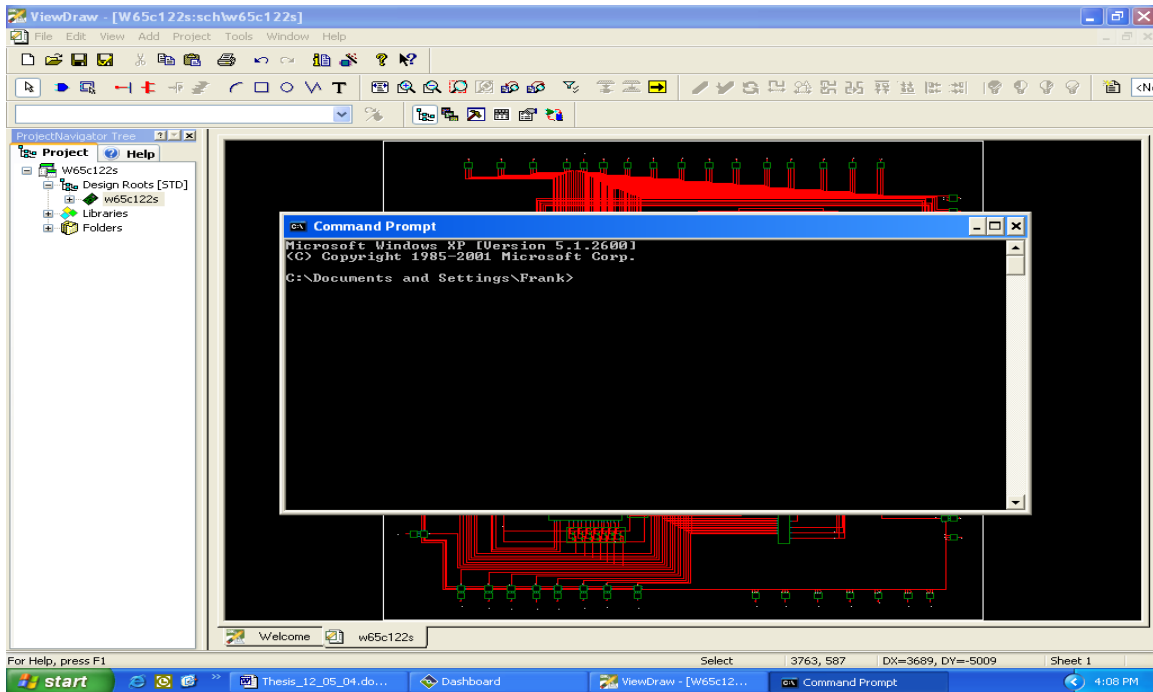 ViewDraw - [W65c122s:sch\w65c122s]
File Edit View Add Project Tools Window Help
ProjectNavigator Tree
Project Help
W65c122s
Design Roots [STD]
w65c122s
Libraries
Folders
Command Prompt
Microsoft Windows XP [Version 5.1.2600]
(C) Copyright 1985-2001 Microsoft Corp.
C:\Documents and Settings\Frank>
Welcome w65c122s
For Help, press F1 Select 3763, 587 DX=3689, DY=-5009 Sheet 1
start Thesis_12_05_04.do... Dashboard ViewDraw - [W65c12... Command Prompt 4:08 PM